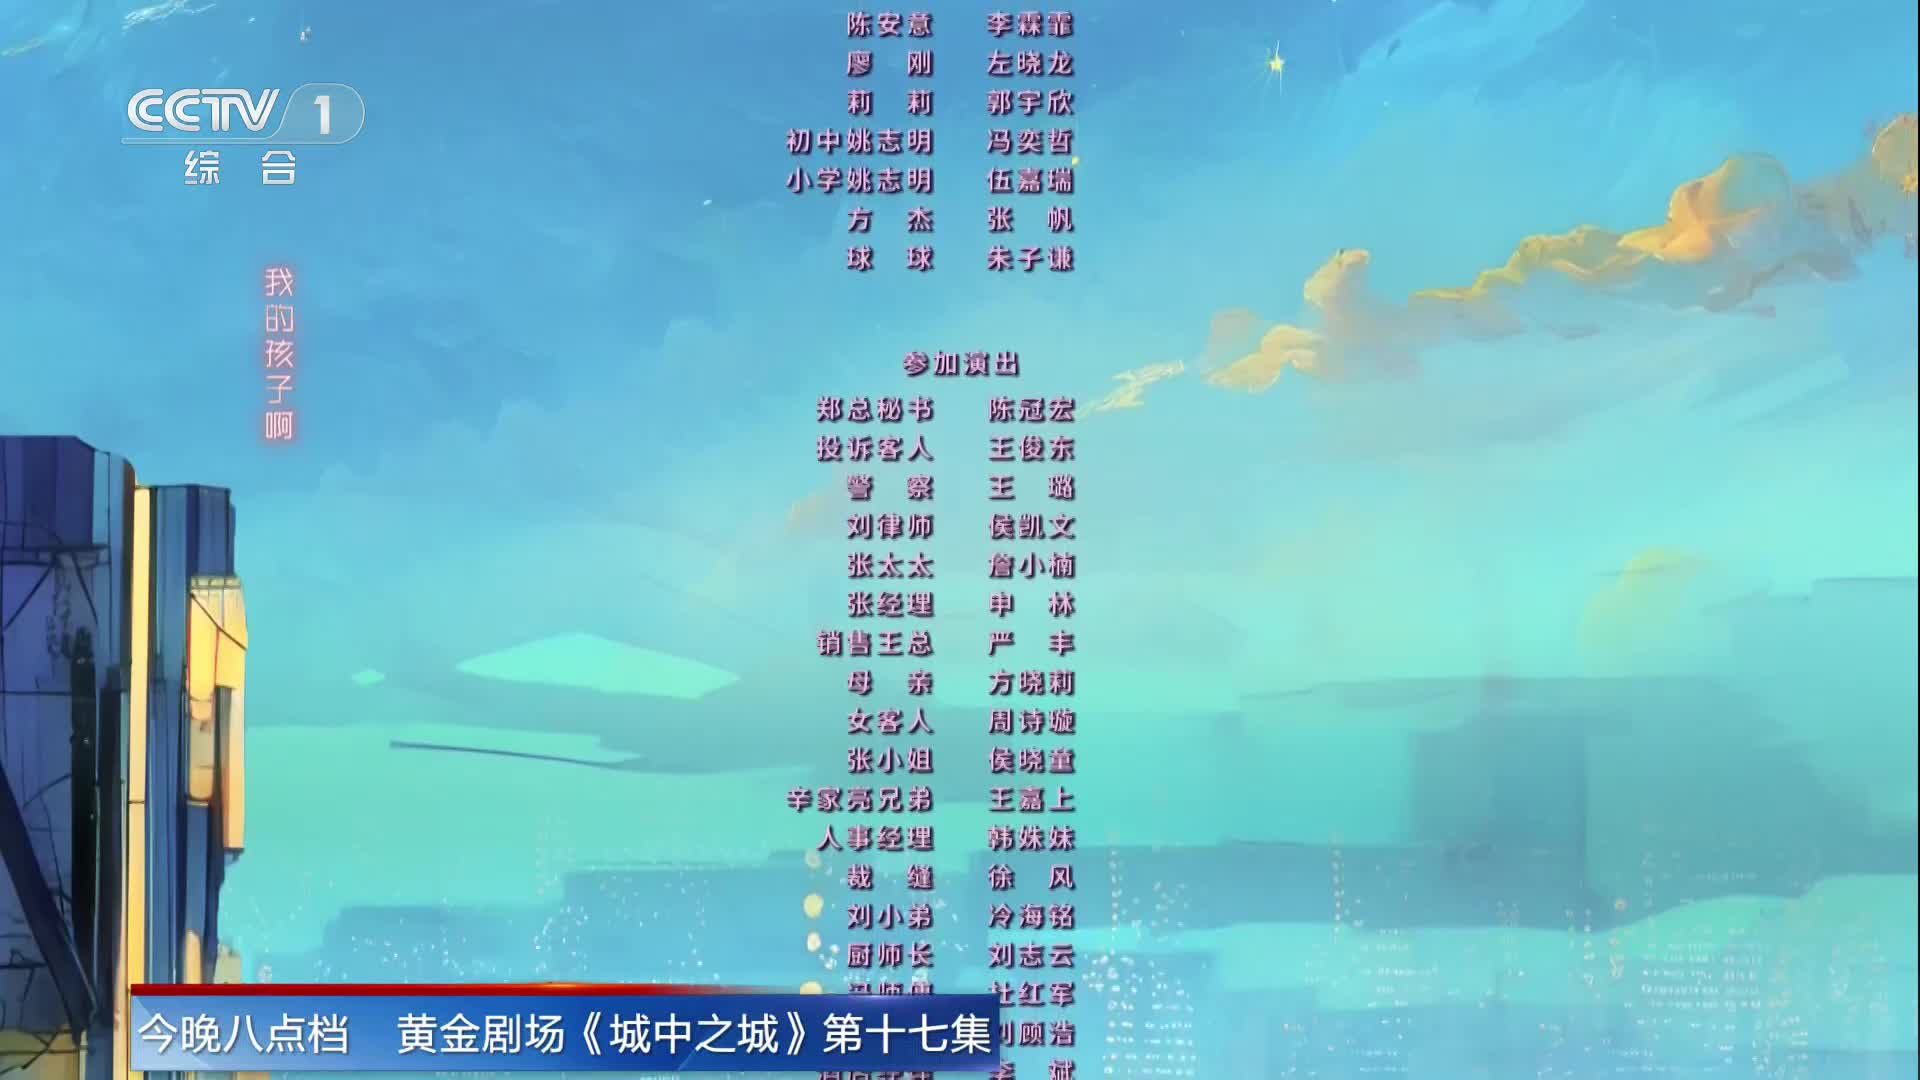 陈安意 李霖霏
廖刚 左晓龙
莉莉 郭宇欣
初中姚志明 冯奕哲
小学姚志明 伍嘉瑞
方杰 张帆
球球 朱子谦
CCTV 1
综合
我的孩子啊
参加演出
郑总秘书 陈冠宏
投诉客人 王俊东
警察 王璐
刘律师 侯凯文
张太太 詹小楠
张经理 申林
销售王总 严丰
母亲 方晓莉
女客人 周诗璇
张小姐 侯晓童
辛家亮兄弟 王嘉上
人事经理 韩姝妹
裁缝 徐风
刘小弟 冷海铭
厨师长 刘志云
杜红军
刘顾浩
李斌
今晚八点档 黄金剧场《城中之城》第十七集